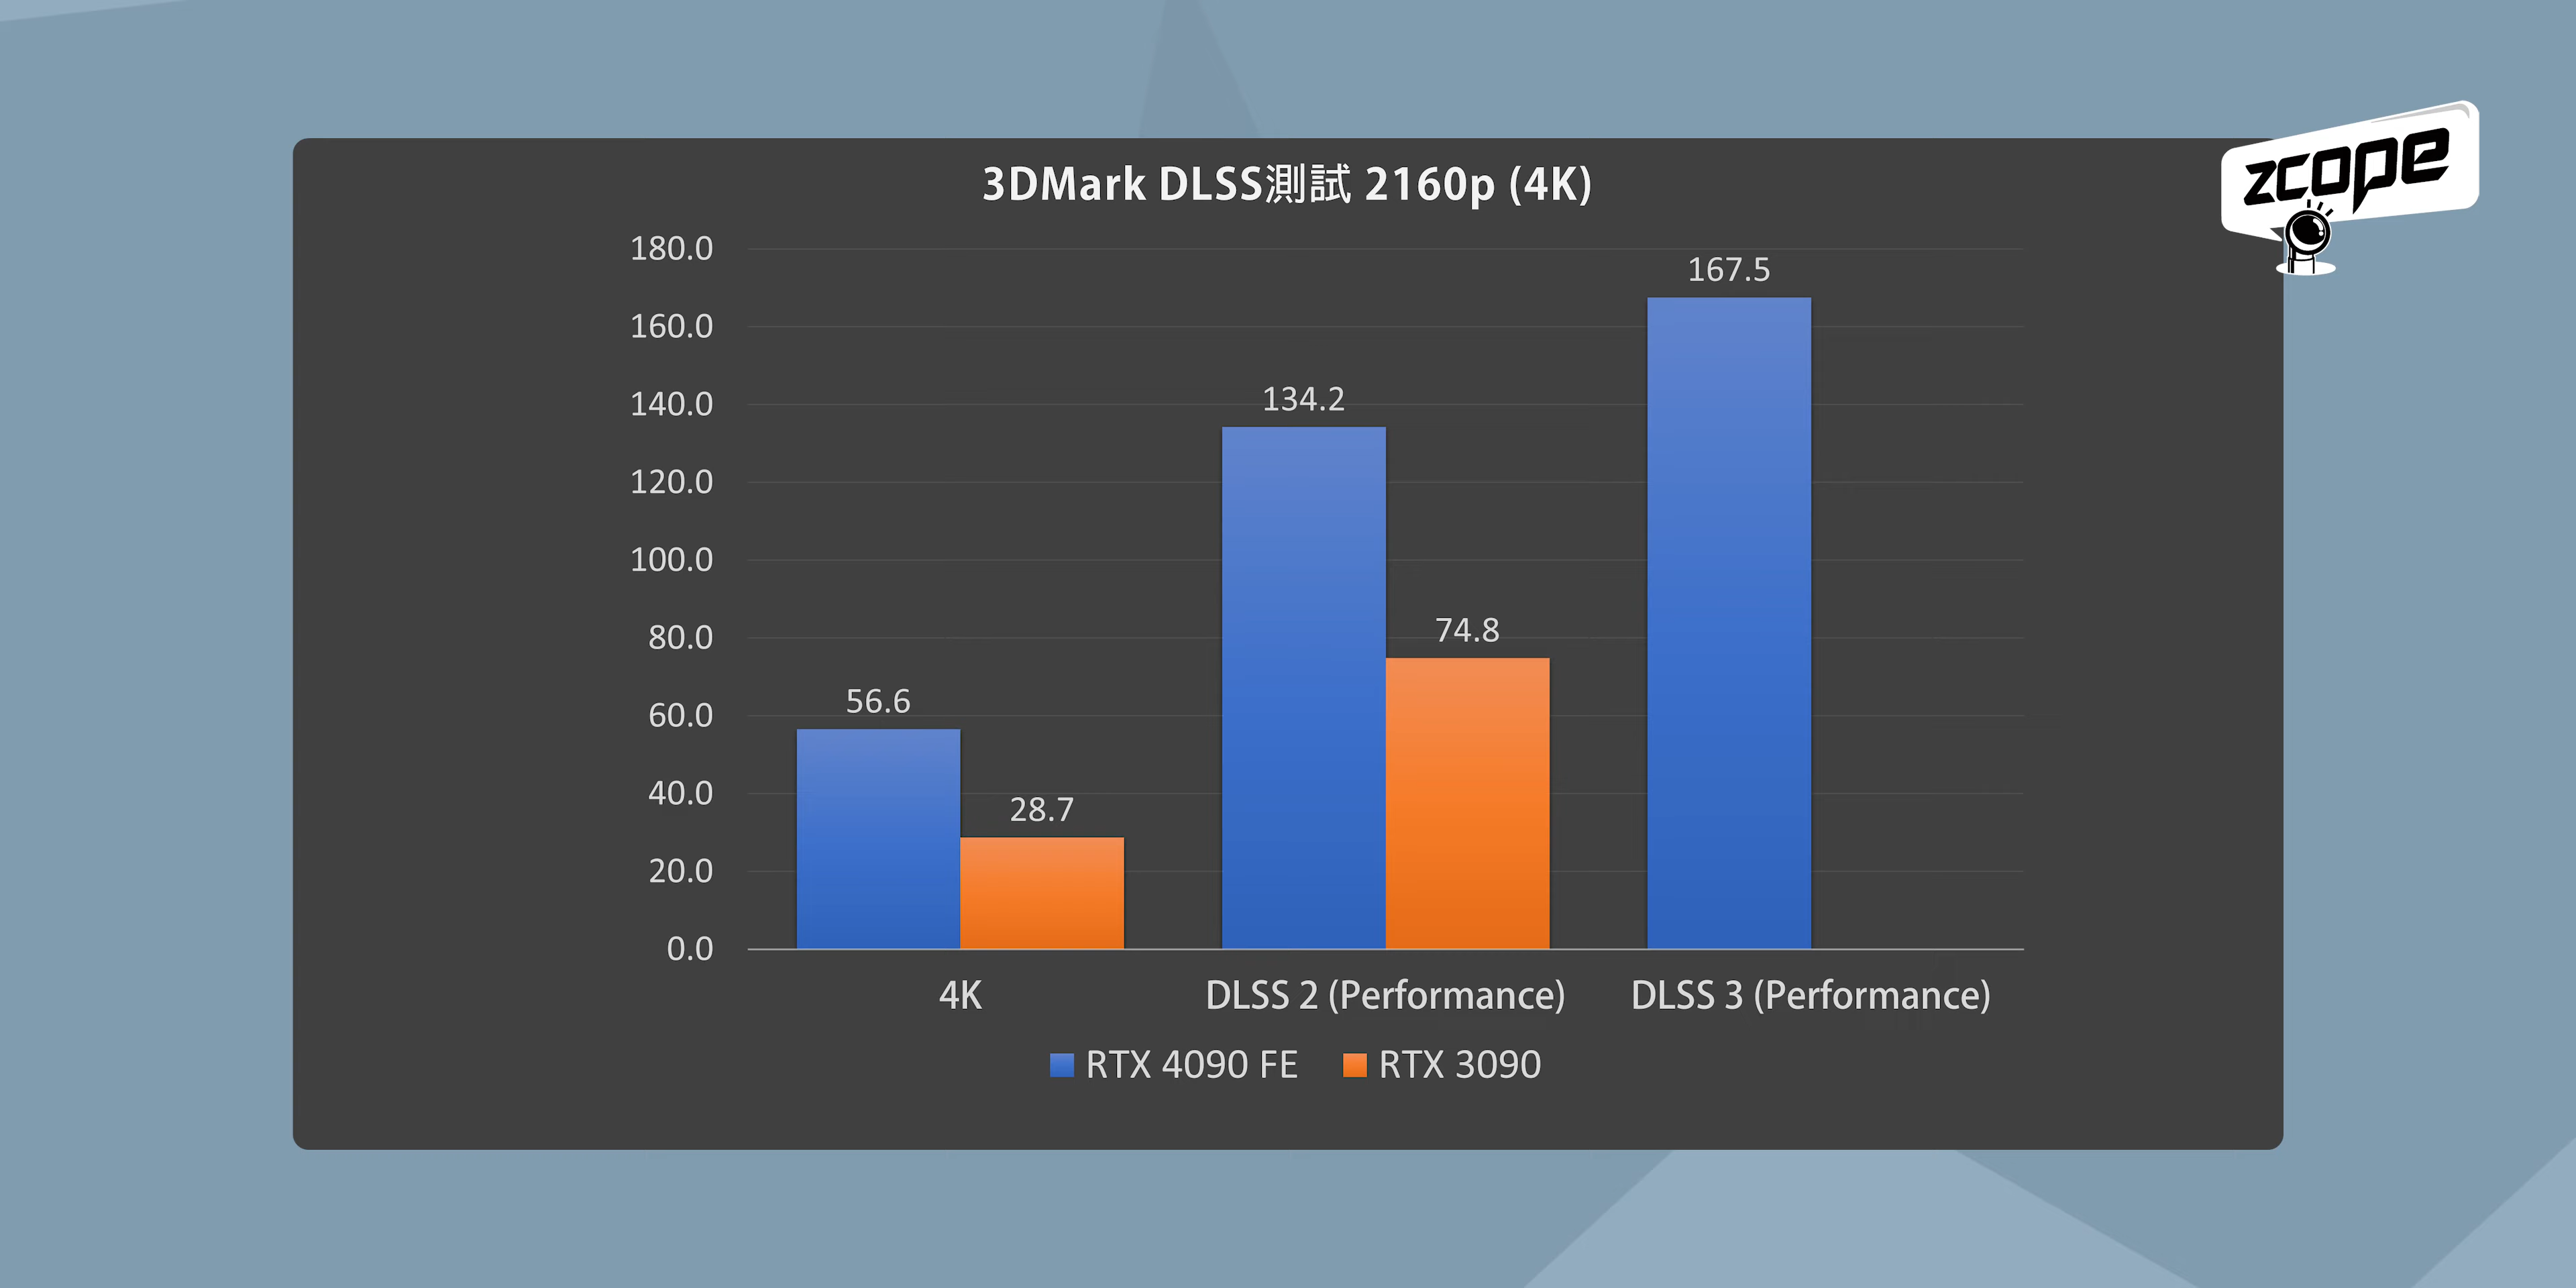 zcope
3DMark DLSS測試 2160p (4K)
180.0
160.0
140.0
120.0
100.0
80.0
60.0
40.0
20.0
0.0
56.6
28.7
134.2
74.8
167.5
4K
DLSS 2 (Performance)
DLSS 3 (Performance)
RTX 4090 FE
RTX 3090